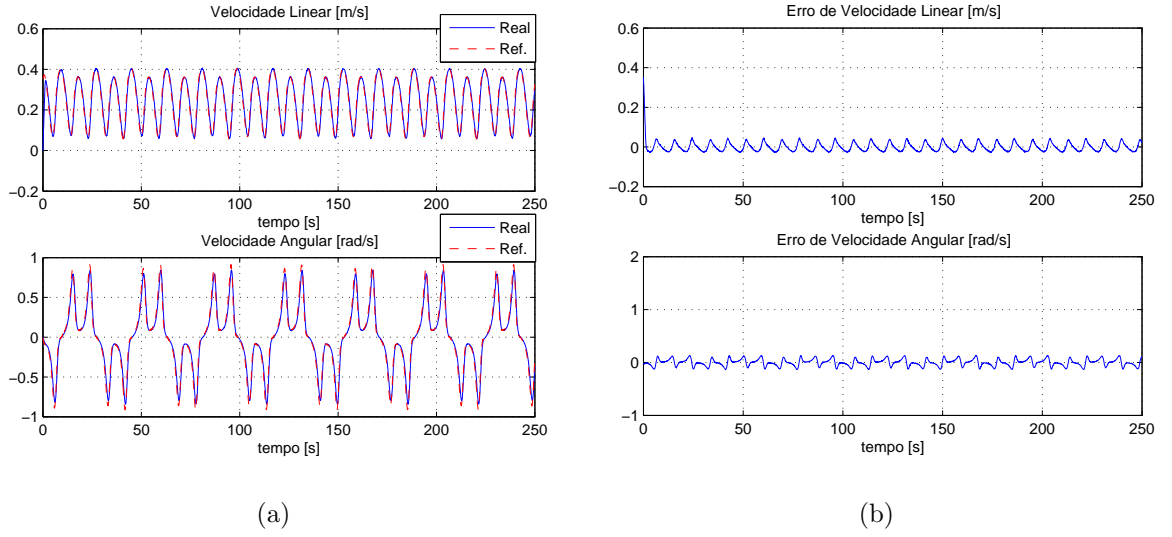 Velocidade Linear [m/s]
Real
Ref.
0.6
0.4
0.2
0
−0.2
0 50 100 150 200 250
tempo [s]
Velocidade Angular [rad/s]
Real
Ref.
1
0.5
0
−0.5
−1
0 50 100 150 200 250
tempo [s]
(a)
Erro de Velocidade Linear [m/s]
0.6
0.4
0.2
0
−0.2
0 50 100 150 200 250
tempo [s]
Erro de Velocidade Angular [rad/s]
2
1
0
−1
0 50 100 150 200 250
tempo [s]
(b)